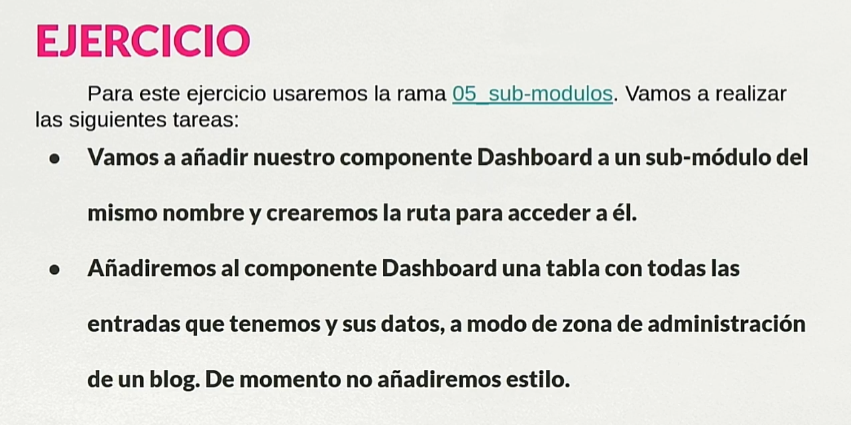 EJERCICIO
Para este ejercicio usaremos la rama 05_sub-modulos. Vamos a realizar
las siguientes tareas:
● Vamos a añadir nuestro componente Dashboard a un sub-módulo del
mismo nombre y crearemos la ruta para acceder a él.
● Añadiremos al componente Dashboard una tabla con todas las
entradas que tenemos y sus datos, a modo de zona de administración
de un blog. De momento no añadiremos estilo.